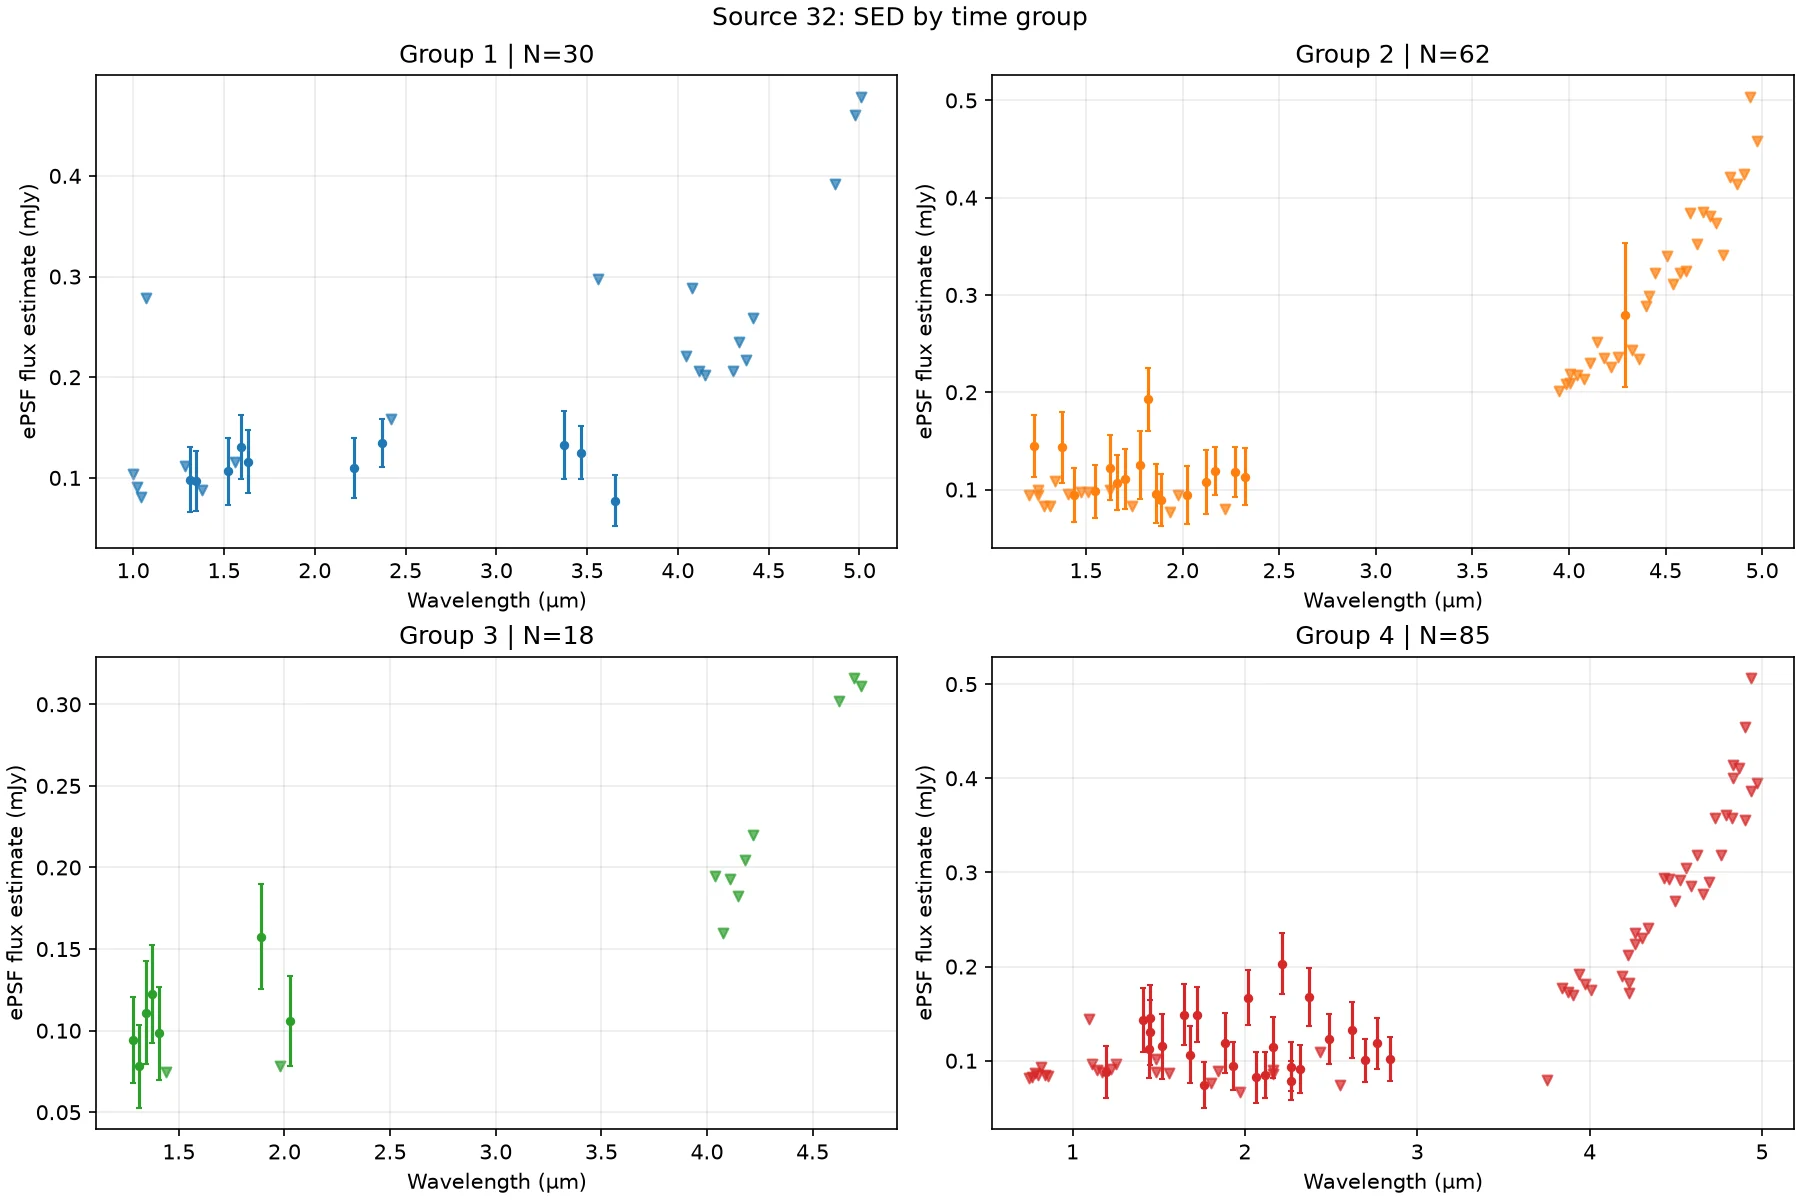 Source 32: SED by time group
Group 1 | N=30
ePSF flux estimate (mJy)
0.4
0.3
0.2
0.1
1.0 1.5 2.0 2.5 3.0 3.5 4.0 4.5 5.0
Wavelength (μm)
Group 2 | N=62
ePSF flux estimate (mJy)
0.5
0.4
0.3
0.2
0.1
1.5 2.0 2.5 3.0 3.5 4.0 4.5 5.0
Wavelength (μm)
Group 3 | N=18
ePSF flux estimate (mJy)
0.30
0.25
0.20
0.15
0.10
0.05
1.5 2.0 2.5 3.0 3.5 4.0 4.5
Wavelength (μm)
Group 4 | N=85
ePSF flux estimate (mJy)
0.5
0.4
0.3
0.2
0.1
1 2 3 4 5
Wavelength (μm)